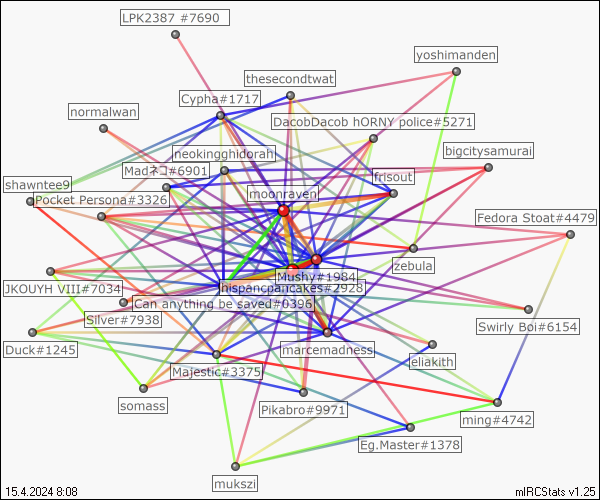 LPK2387 #7690
yoshimanden
thesecondtwat
Cypha#1717
normalwan
DacobDacob hORNY police#5271
neokingghidorah
bigcitysamurai
Madネコ#6901
frisout
shawntee9
moonraven
Pocket Persona#3326
Fedora Stoat#4479
zebula
Mushy#1984
JKOUYH VIII#7034
hispancpancakes#2928
Can anything be saved#0396
Silver#7938
Swirly Boi#6154
Duck#1245
marcemadness
eliakith
Majestic#3375
somass
Pikabro#9971
ming#4742
Eg.Master#1378
mukszi
15.4.2024 8:08
mIRCStats v1.25